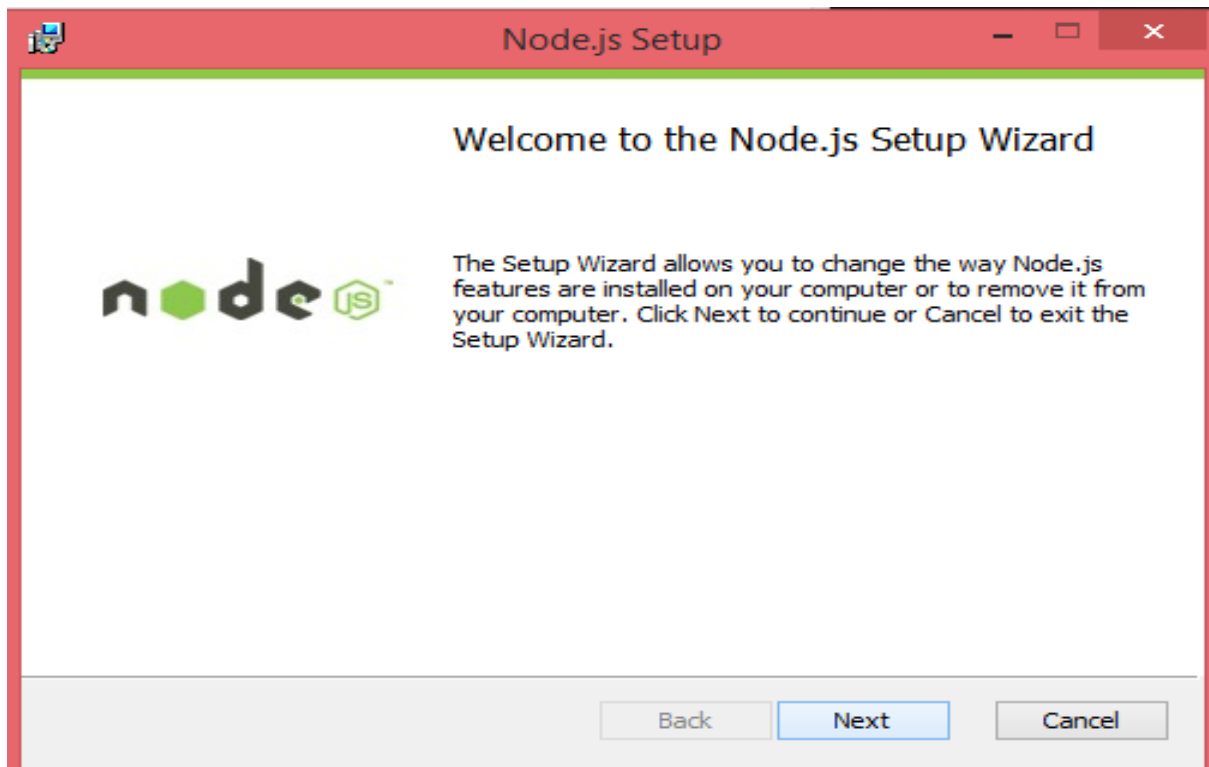 Node.js Setup
Welcome to the Node.js Setup Wizard
node JS™
The Setup Wizard allows you to change the way Node.js
features are installed on your computer or to remove it from
your computer. Click Next to continue or Cancel to exit the
Setup Wizard.
Back Next Cancel